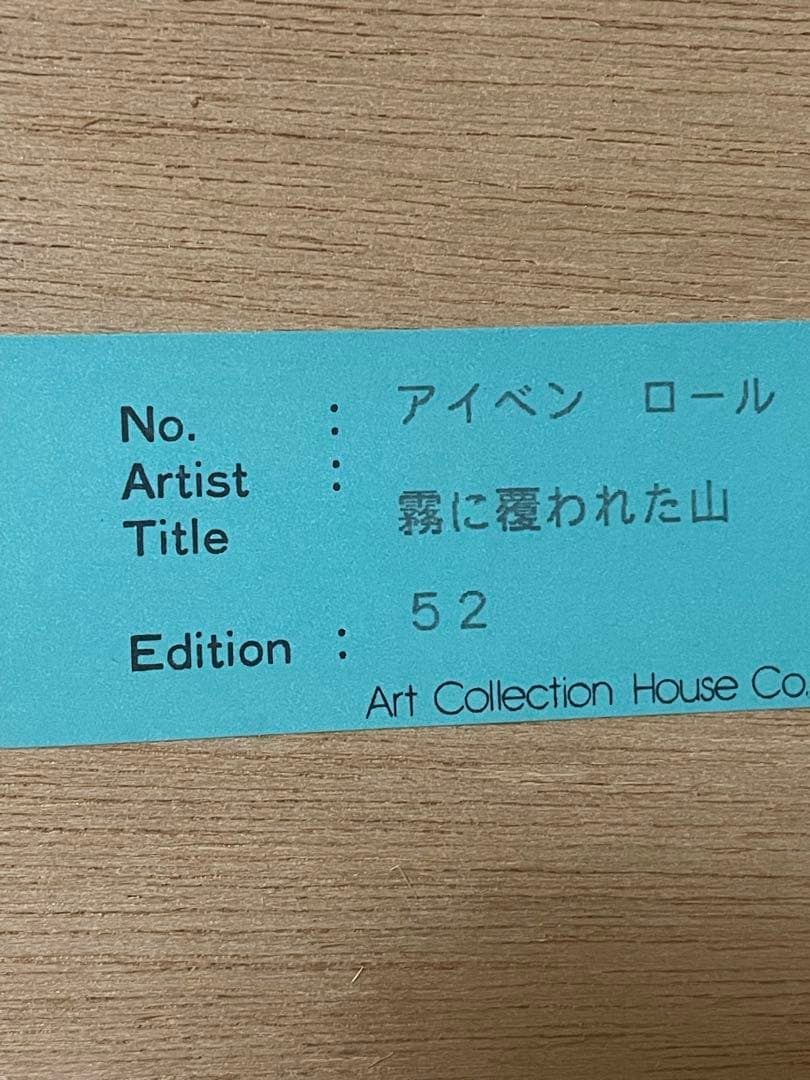 No. : アイベン ロール
Artist :
Title 霧に覆われた山
Edition : 52
Art Collection House Co.